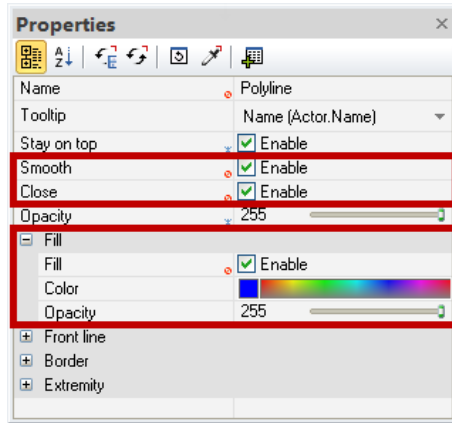 Properties
Name Polyline
Tooltip Name (Actor.Name)
Stay on top Enable
Smooth Enable
Close Enable
Opacity 255
Fill
Fill Enable
Color
Opacity 255
Front line
Border
Extremity